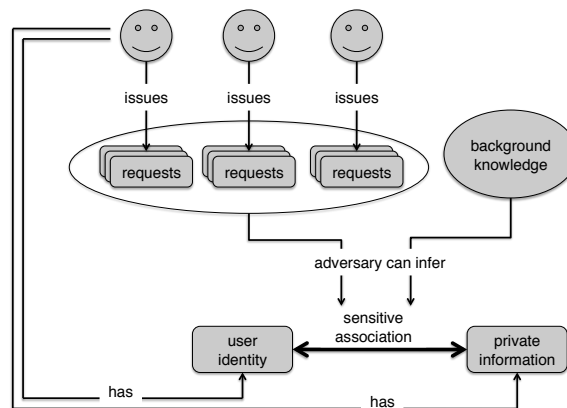 issues
issues
issues
requests
requests
requests
background
knowledge
adversary can infer
sensitive
association
user
identity
private
information
has
has